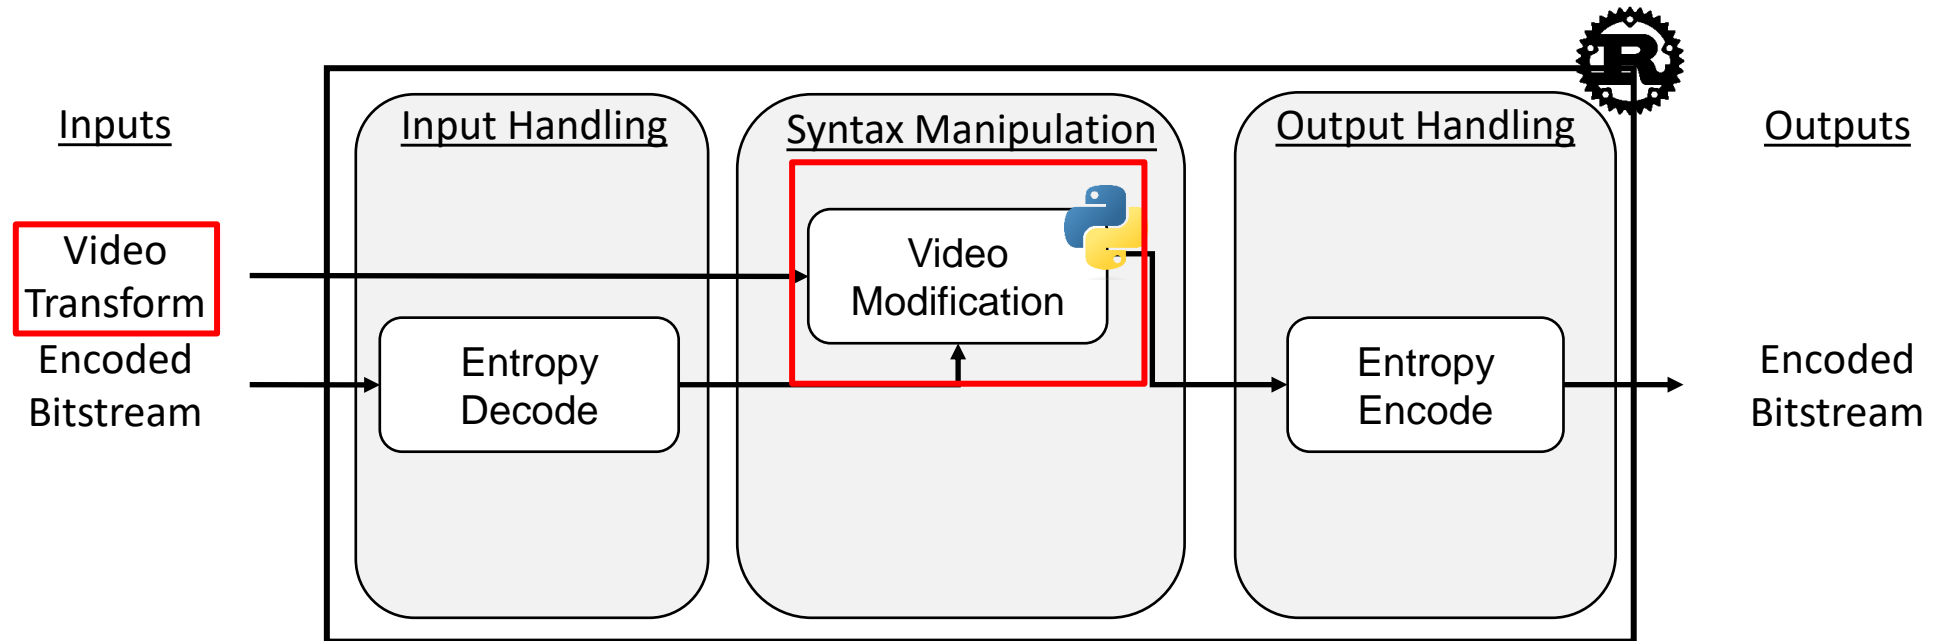 Inputs
Input Handling
Syntax Manipulation
Output Handling
Outputs
R
Video
Transform
Encoded
Bitstream
Entropy
Decode
Video
Modification
Entropy
Encode
Encoded
Bitstream